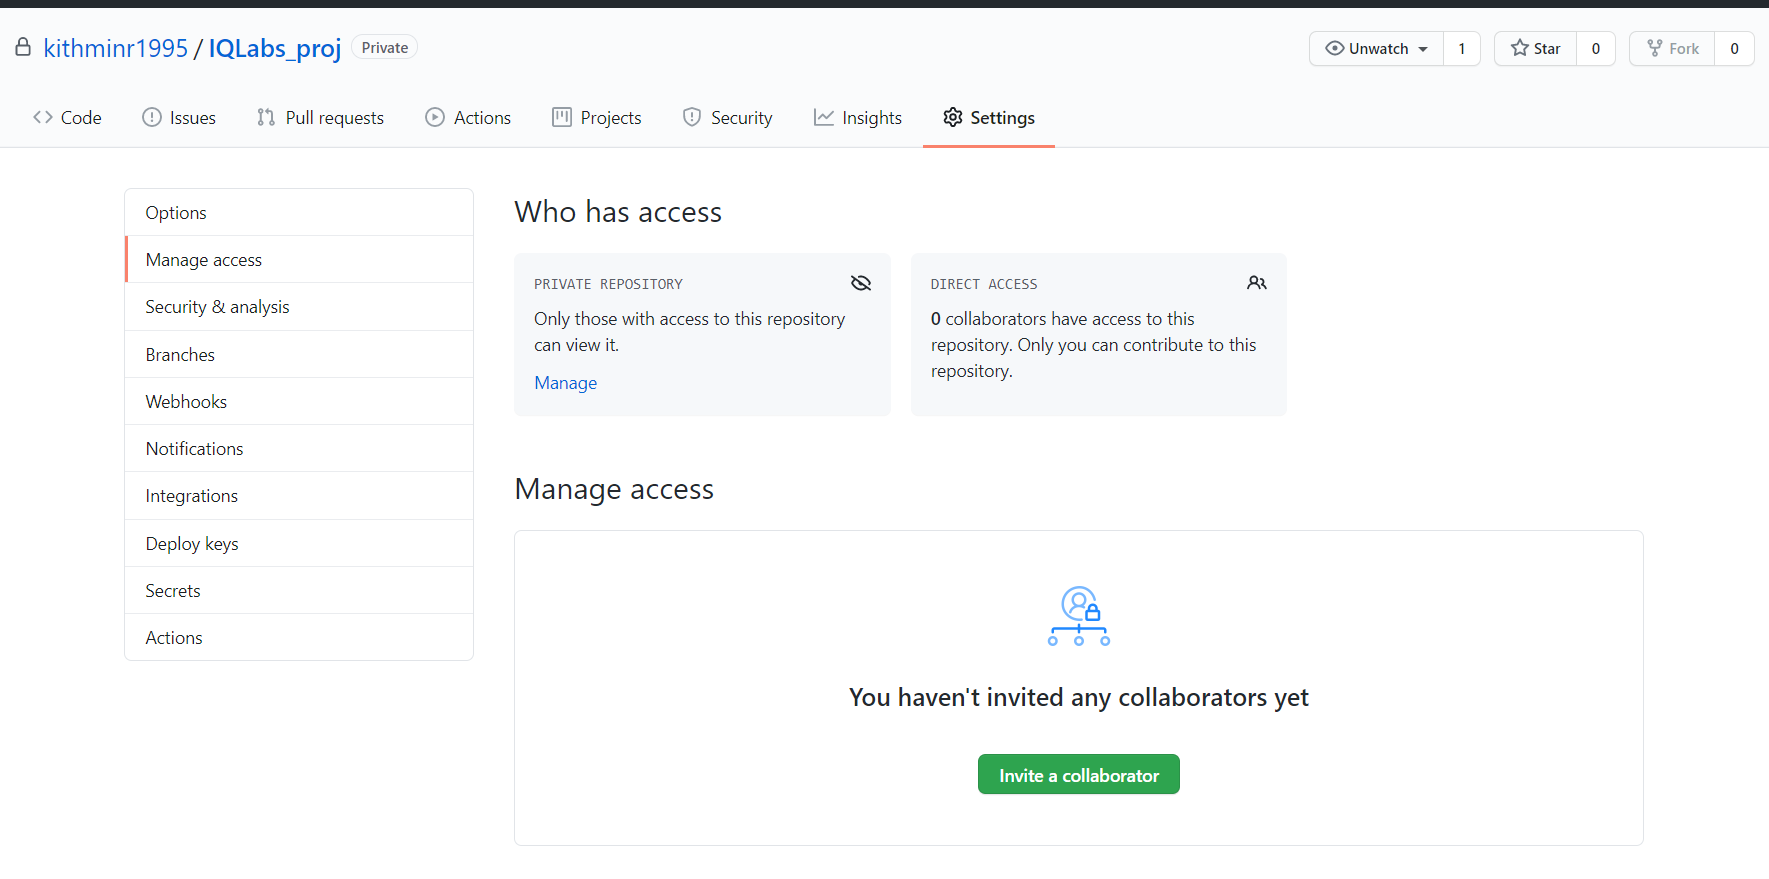 kithminr1995 / IQLabs_proj Private
Unwatch 1 Star 0 Fork 0
Code Issues Pull requests Actions Projects Security Insights Settings
Options
Manage access
Security & analysis
Branches
Webhooks
Notifications
Integrations
Deploy keys
Secrets
Actions
Who has access
PRIVATE REPOSITORY
Only those with access to this repository
can view it.
Manage
DIRECT ACCESS
0 collaborators have access to this
repository. Only you can contribute to this
repository.
Manage access
You haven't invited any collaborators yet
Invite a collaborator